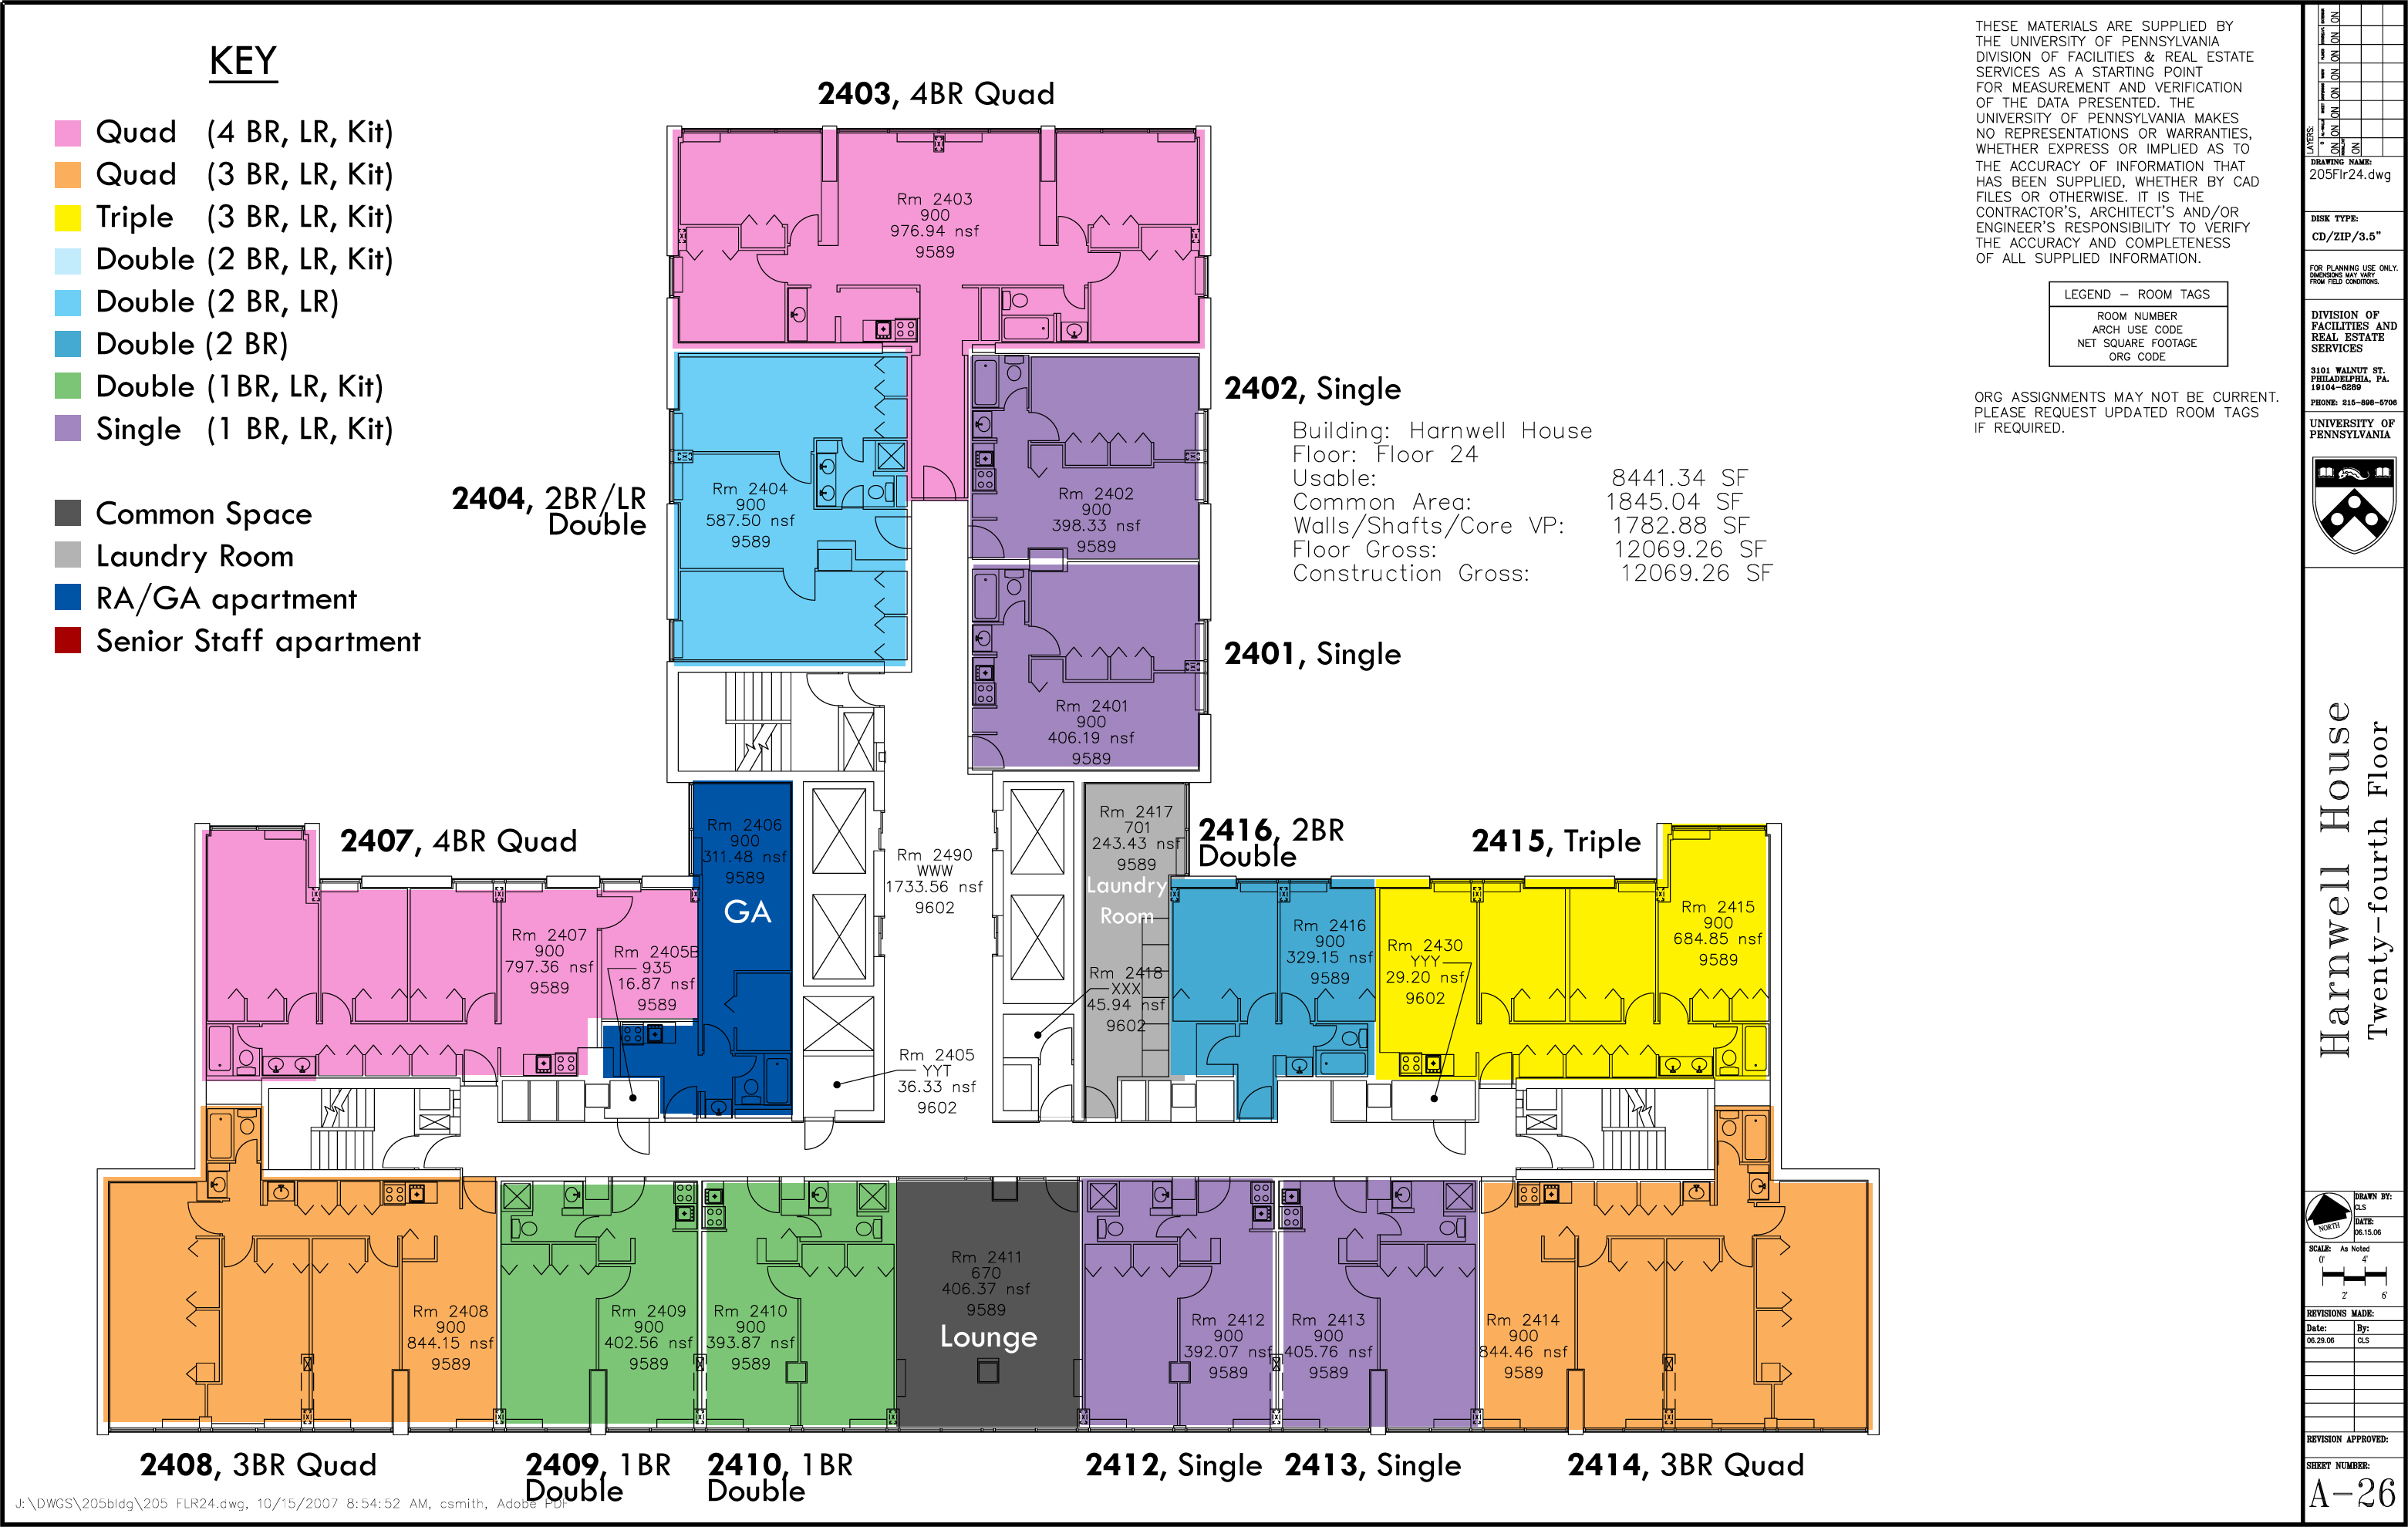 KEY
Quad (4 BR, LR, Kit)
Quad (3 BR, LR, Kit)
Triple (3 BR, LR, Kit)
Double (2 BR, LR, Kit)
Double (2 BR, LR)
Double (2 BR)
Double (1BR, LR, Kit)
Single (1 BR, LR, Kit)
Common Space
Laundry Room
RA/GA apartment
Senior Staff apartment
2403, 4BR Quad
Rm 2403
900
976.94 nsf
9589
2404, 2BR/LR
Double
Rm 2404
900
587.50 nsf
9589
2402, Single
Rm 2402
900
398.33 nsf
9589
2401, Single
Rm 2401
900
406.19 nsf
9589
Building: Harnwell House
Floor: Floor 24
Usable: 8441.34 SF
Common Area: 1845.04 SF
Walls/Shafts/Core VP: 1782.88 SF
Floor Gross: 12069.26 SF
Construction Gross: 12069.26 SF
2407, 4BR Quad
Rm 2407
900
797.36 nsf
9589
Rm 2405B
935
16.87 nsf
9589
Rm 2406
900
311.48 nsf
9589
GA
Rm 2490
WWW
1733.56 nsf
9602
Rm 2405
YYT
36.33 nsf
9602
Rm 2417
701
243.43 nsf
9589
Laundry
Room
Rm 2418
XXX
45.94 nsf
9602
2416, 2BR
Double
Rm 2416
900
329.15 nsf
9589
2415, Triple
Rm 2430
YYY
29.20 nsf
9602
Rm 2415
900
684.85 nsf
9589
Rm 2408
900
844.15 nsf
9589
Rm 2409
900
402.56 nsf
9589
Rm 2410
900
393.87 nsf
9589
Rm 2411
670
406.37 nsf
9589
Lounge
Rm 2412
900
392.07 nsf
9589
Rm 2413
900
405.76 nsf
9589
Rm 2414
900
844.46 nsf
9589
2408, 3BR Quad
2409, 1BR
Double
2410, 1BR
Double
2412, Single
2413, Single
2414, 3BR Quad
J:\DWGS\205bldg\205 FLR24.dwg, 10/15/2007 8:54:52 AM, csmith, Adobe PDF
THESE MATERIALS ARE SUPPLIED BY
THE UNIVERSITY OF PENNSYLVANIA
DIVISION OF FACILITIES & REAL ESTATE
SERVICES AS A STARTING POINT
FOR MEASUREMENT AND VERIFICATION
OF THE DATA PRESENTED. THE
UNIVERSITY OF PENNSYLVANIA MAKES
NO REPRESENTATIONS OR WARRANTIES,
WHETHER EXPRESS OR IMPLIED AS TO
THE ACCURACY OF INFORMATION THAT
HAS BEEN SUPPLIED, WHETHER BY CAD
FILES OR OTHERWISE. IT IS THE
CONTRACTOR'S, ARCHITECT'S AND/OR
ENGINEER'S RESPONSIBILITY TO VERIFY
THE ACCURACY AND COMPLETENESS
OF ALL SUPPLIED INFORMATION.
LEGEND – ROOM TAGS
ROOM NUMBER
ARCH USE CODE
NET SQUARE FOOTAGE
ORG CODE
ORG ASSIGNMENTS MAY NOT BE CURRENT.
PLEASE REQUEST UPDATED ROOM TAGS
IF REQUIRED.
LAYERS:
ON
ON
ON
ON
ON
ON
ON
ON
ON
DRAWING NAME:
205Flr24.dwg
DISK TYPE:
CD/ZIP/3.5"
FOR PLANNING USE ONLY.
DIMENSIONS MAY VARY
FROM FIELD CONDITIONS.
DIVISION OF
FACILITIES AND
REAL ESTATE
SERVICES
3101 WALNUT ST.
PHILADELPHIA, PA.
19104-6289
PHONE: 215-898-5706
UNIVERSITY OF
PENNSYLVANIA
Harnwell House
Twenty-fourth Floor
NORTH
DRAWN BY:
CLS
DATE:
06.15.06
SCALE: As Noted
0' 4'
2' 6'
REVISIONS MADE:
Date: By:
06.29.06 CLS
REVISION APPROVED:
SHEET NUMBER:
A-26